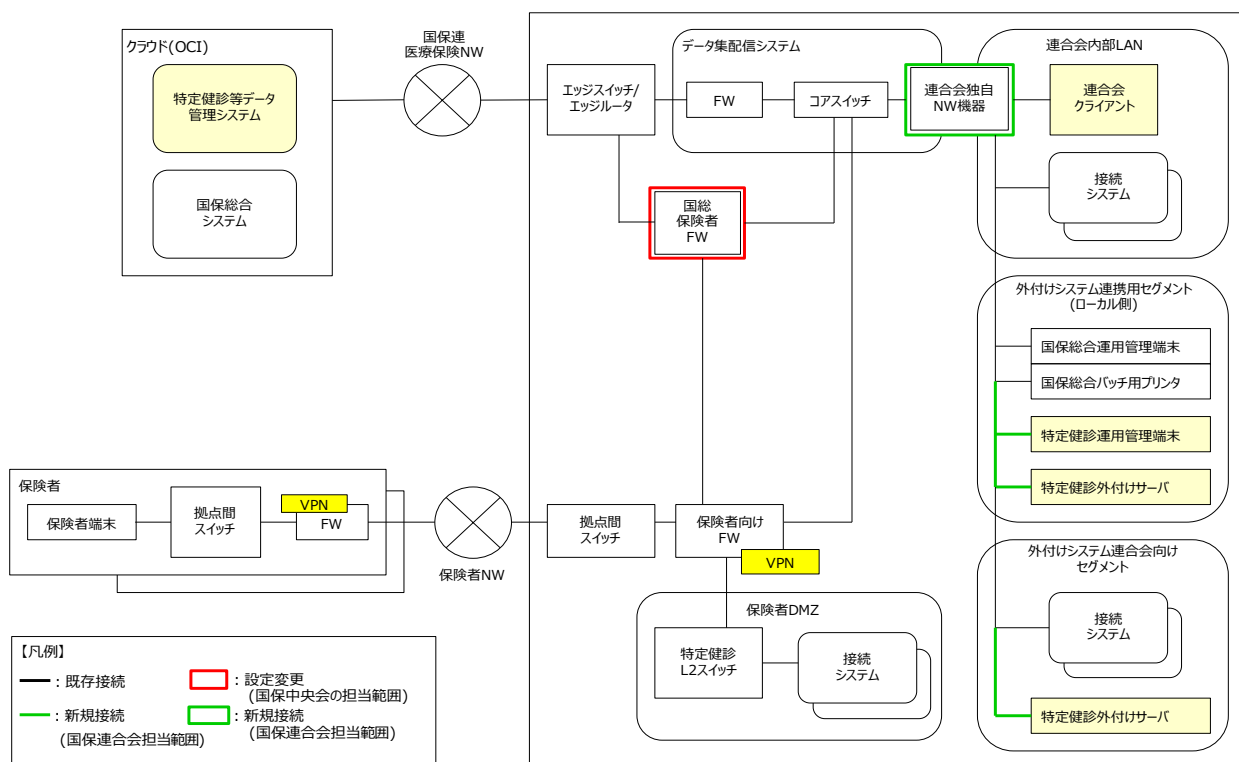 クラウド(OCI)
特定健診等データ
管理システム
国保総合
システム
国保連
医療保険NW
エッジスイッチ/
エッジルータ
データ集配信システム
FW
コアスイッチ
連合会独自
NW機器
連合会内部LAN
連合会
クライアント
接続
システム
国総
保険者
FW
外付けシステム連携用セグメント
(ローカル側)
国保総合運用管理端末
国保総合バッチ用プリンタ
特定健診運用管理端末
特定健診外付けサーバ
保険者
保険者端末
拠点間
スイッチ
VPN
FW
保険者NW
拠点間
スイッチ
保険者向け
FW
VPN
外付けシステム連合会向け
セグメント
接続
システム
特定健診外付けサーバ
保険者DMZ
特定健診
L2スイッチ
接続
システム
【凡例】
：既存接続
：設定変更
(国保中央会の担当範囲)
：新規接続
(国保連合会担当範囲)
：新規接続
(国保連合会担当範囲)